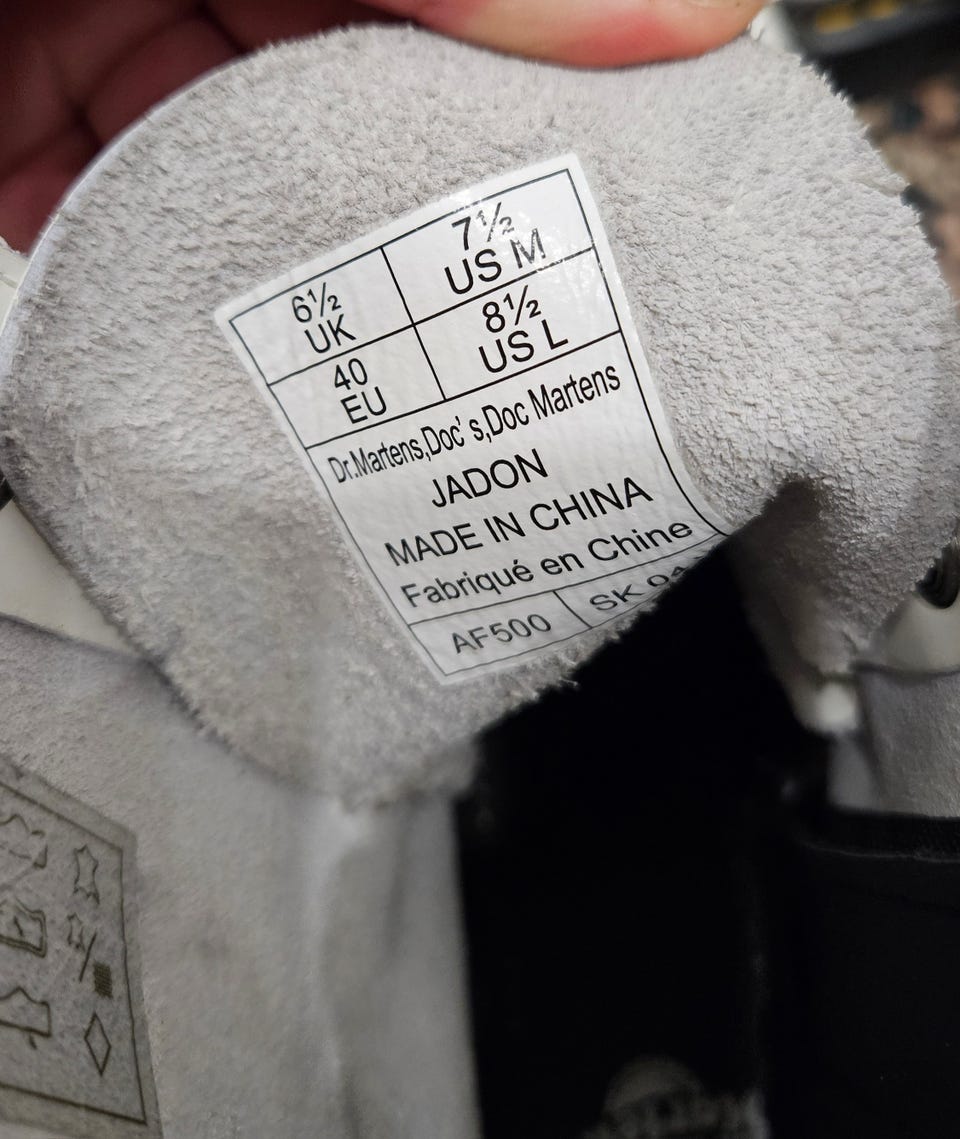 6½ UK
7½ US M
40 EU
8½ US L
Dr.Martens,Doc's,Doc Martens
JADON
MADE IN CHINA
Fabriqué en Chine
AF500
SK